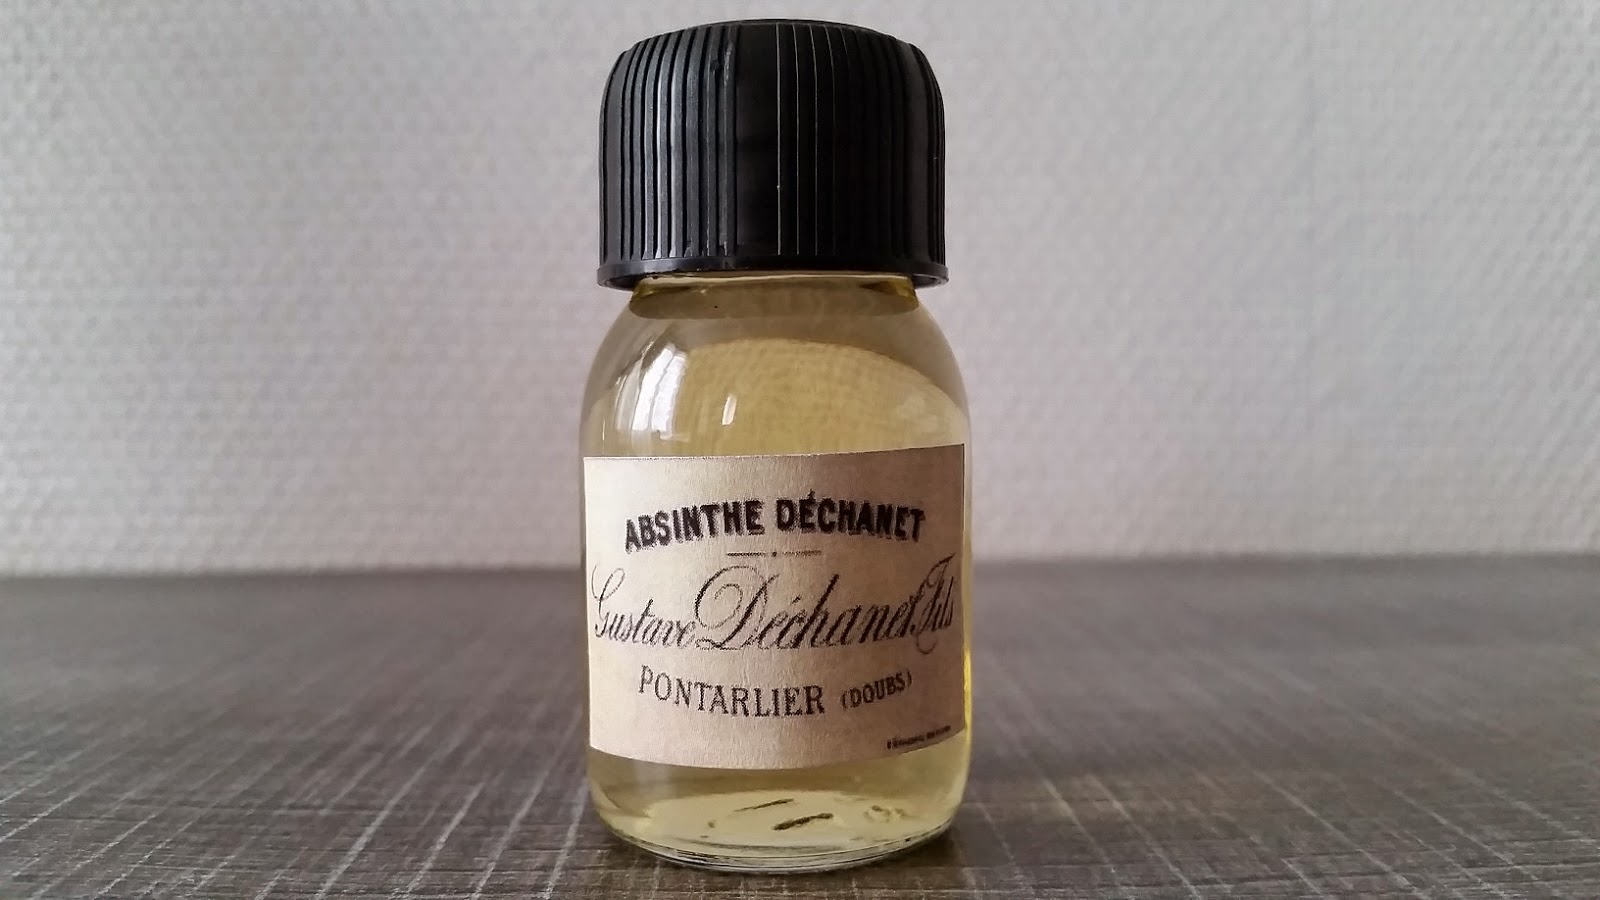 ABSINTHE DÉCHANET
Gustave Déchanet Fils
PONTARLIER (DOUBS)